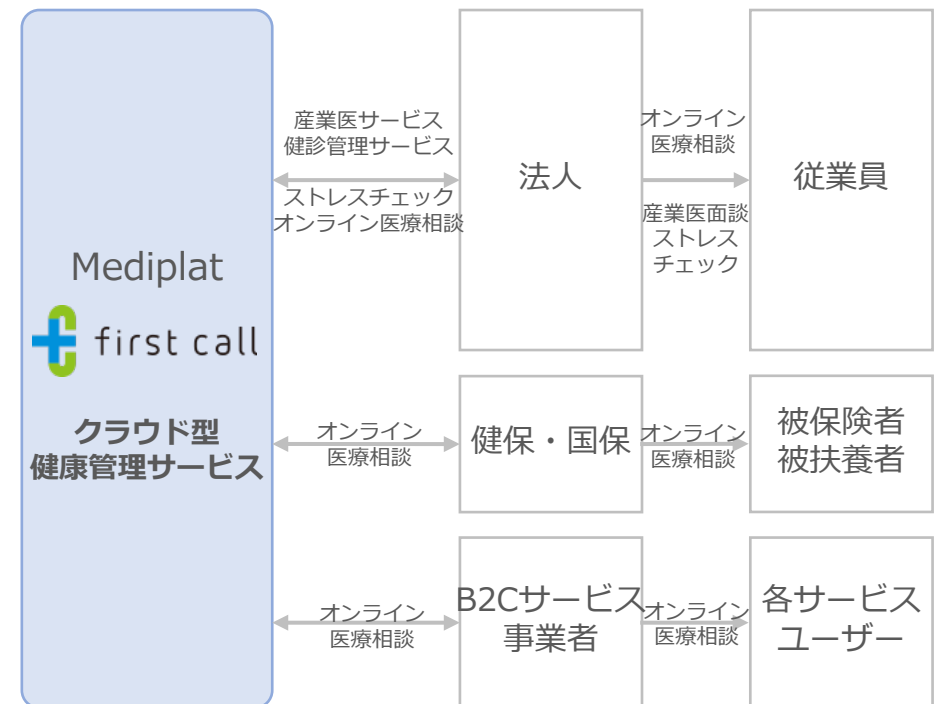 Mediplat
first call
クラウド型
健康管理サービス
産業医サービス
健診管理サービス
ストレスチェック
オンライン医療相談
法人
オンライン
医療相談
産業医面談
ストレス
チェック
従業員
オンライン
医療相談
健保・国保
オンライン
医療相談
被保険者
被扶養者
オンライン
医療相談
B2Cサービス
事業者
オンライン
医療相談
各サービス
ユーザー